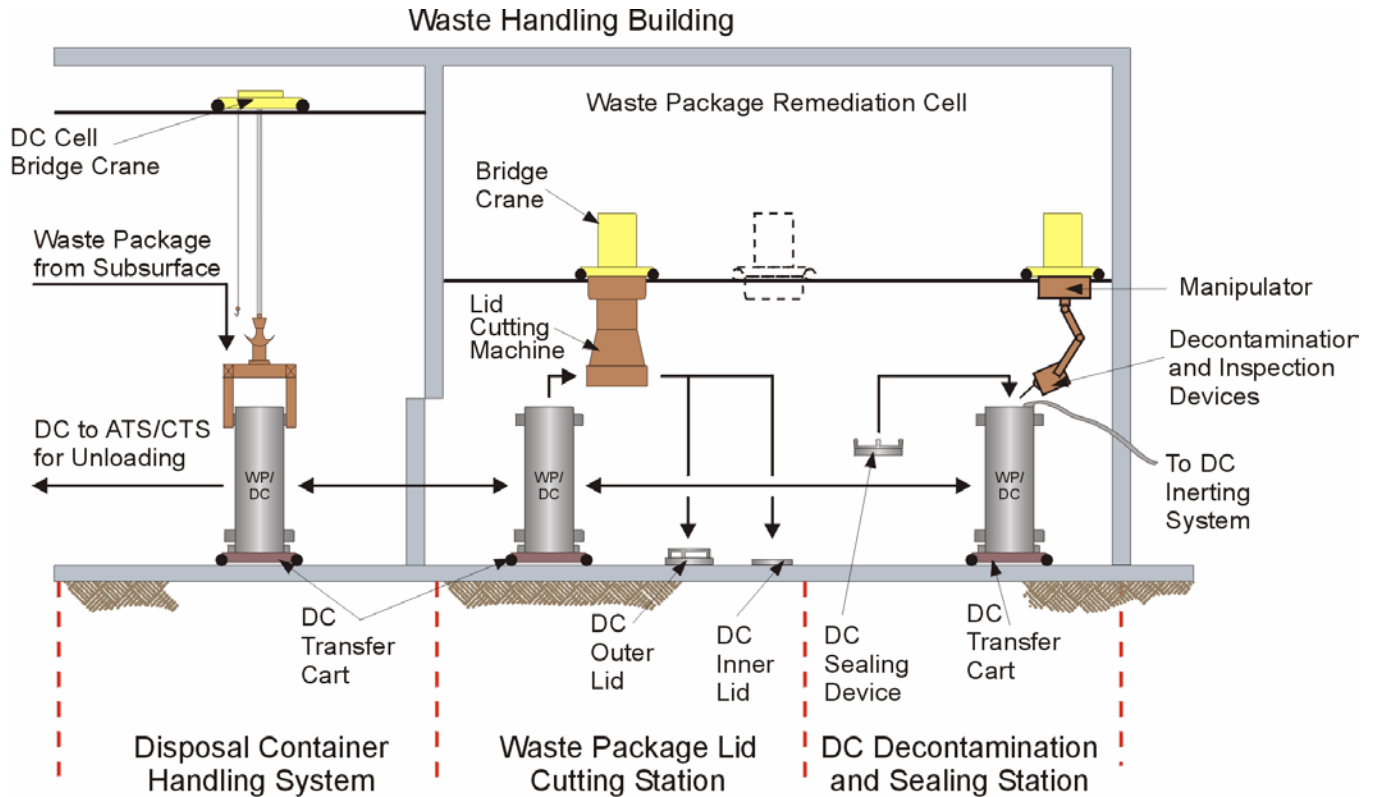 Waste Handling Building
Waste Package Remediation Cell
DC Cell
Bridge Crane
Bridge
Crane
Waste Package
from Subsurface
Lid
Cutting
Machine
Manipulator
Decontamination
and Inspection
Devices
DC to ATS/CTS
for Unloading
WP/
DC
WP/
DC
WP/
DC
To DC
Inerting
System
DC
Transfer
Cart
DC
Outer
Lid
DC
Inner
Lid
DC
Sealing
Device
DC
Transfer
Cart
Disposal Container
Handling System
Waste Package Lid
Cutting Station
DC Decontamination
and Sealing Station